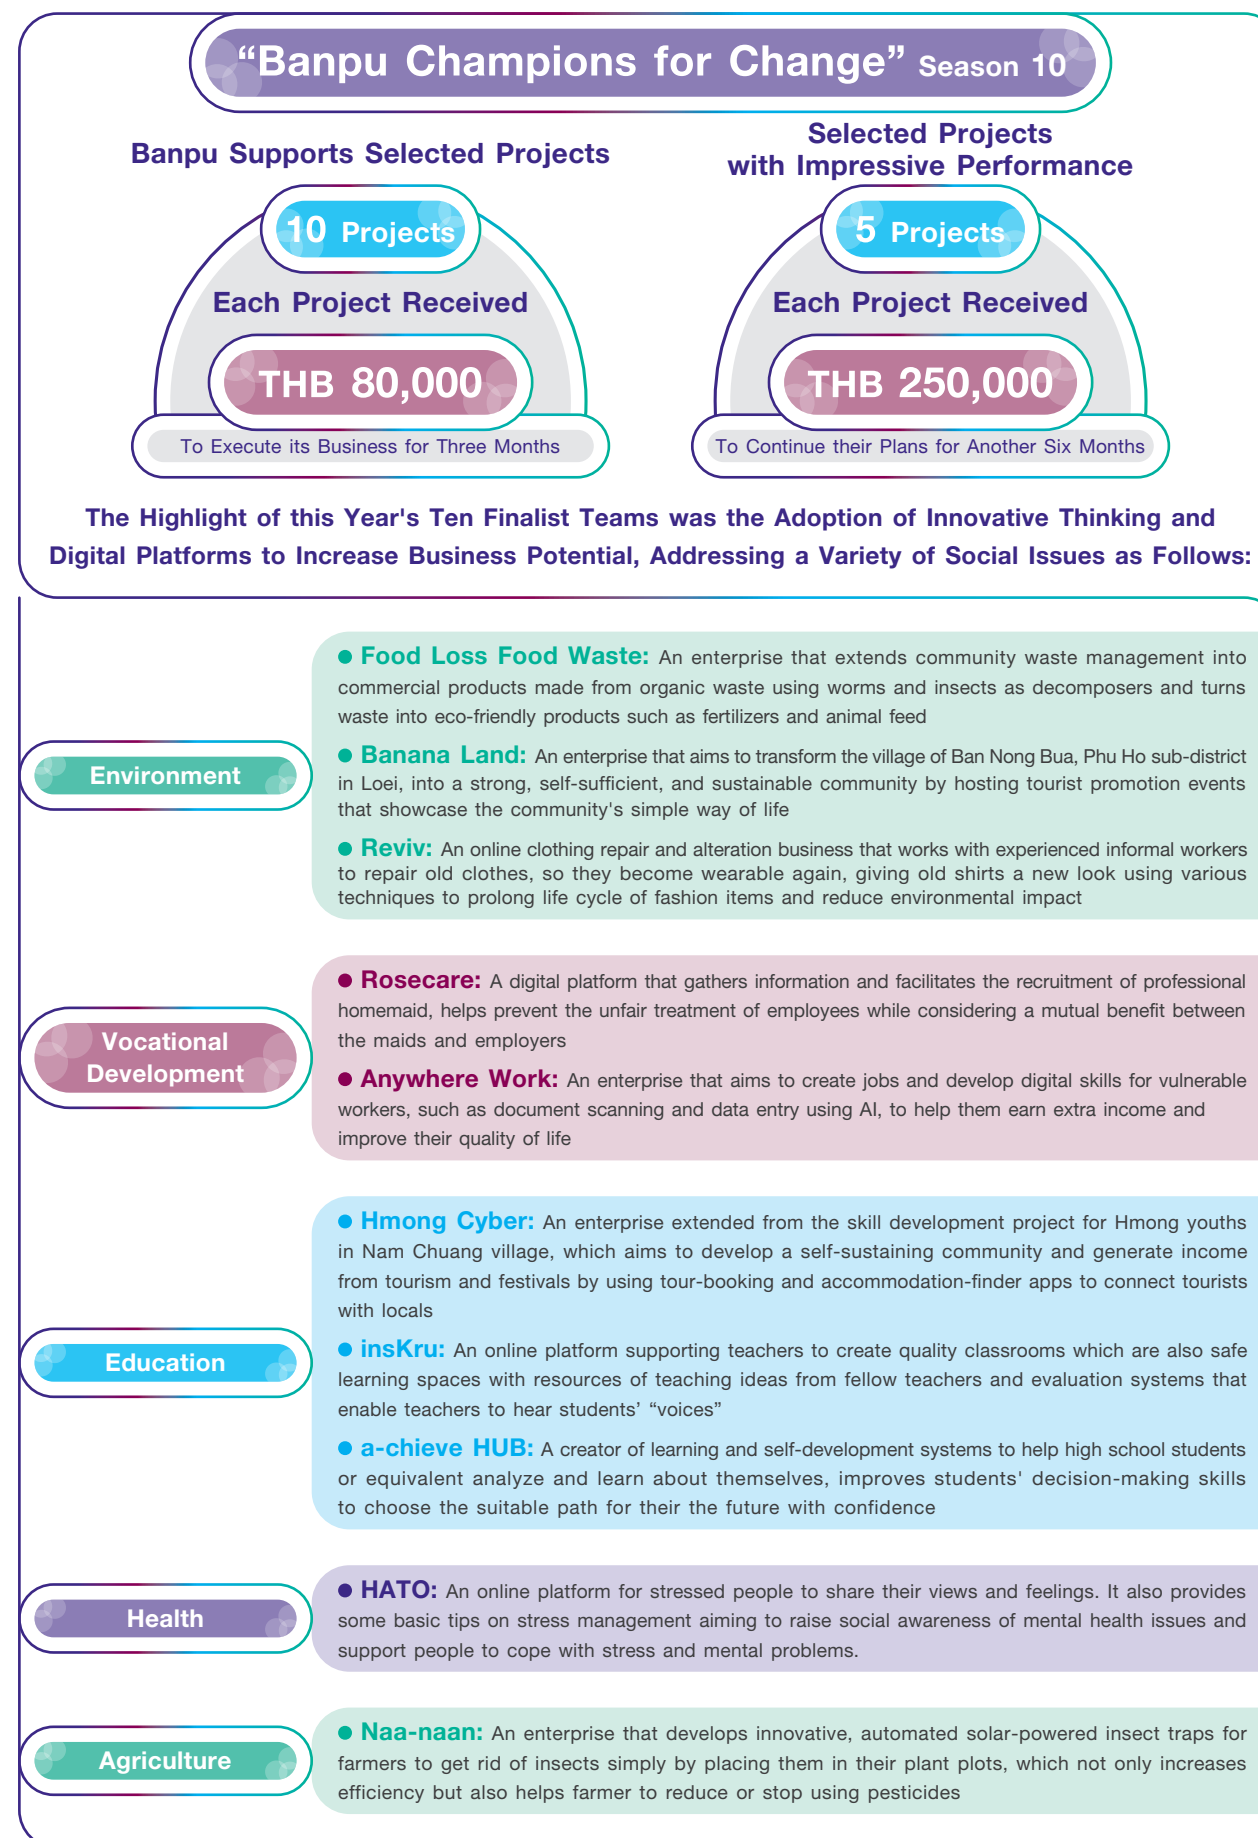 “Banpu Champions for Change” Season 10
Banpu Supports Selected Projects
10 Projects
Each Project Received
THB 80,000
To Execute its Business for Three Months
Selected Projects
with Impressive Performance
5 Projects
Each Project Received
THB 250,000
To Continue their Plans for Another Six Months
The Highlight of this Year's Ten Finalist Teams was the Adoption of Innovative Thinking and
Digital Platforms to Increase Business Potential, Addressing a Variety of Social Issues as Follows:
Environment
● Food Loss Food Waste: An enterprise that extends community waste management into
commercial products made from organic waste using worms and insects as decomposers and turns
waste into eco-friendly products such as fertilizers and animal feed
● Banana Land: An enterprise that aims to transform the village of Ban Nong Bua, Phu Ho sub-district
in Loei, into a strong, self-sufficient, and sustainable community by hosting tourist promotion events
that showcase the community's simple way of life
● Reviv: An online clothing repair and alteration business that works with experienced informal workers
to repair old clothes, so they become wearable again, giving old shirts a new look using various
techniques to prolong life cycle of fashion items and reduce environmental impact
Vocational
Development
● Rosecare: A digital platform that gathers information and facilitates the recruitment of professional
homemaid, helps prevent the unfair treatment of employees while considering a mutual benefit between
the maids and employers
● Anywhere Work: An enterprise that aims to create jobs and develop digital skills for vulnerable
workers, such as document scanning and data entry using AI, to help them earn extra income and
improve their quality of life
Education
● Hmong Cyber: An enterprise extended from the skill development project for Hmong youths
in Nam Chuang village, which aims to develop a self-sustaining community and generate income
from tourism and festivals by using tour-booking and accommodation-finder apps to connect tourists
with locals
● insKru: An online platform supporting teachers to create quality classrooms which are also safe
learning spaces with resources of teaching ideas from fellow teachers and evaluation systems that
enable teachers to hear students’ “voices”
● a-chieve HUB: A creator of learning and self-development systems to help high school students
or equivalent analyze and learn about themselves, improves students' decision-making skills
to choose the suitable path for their the future with confidence
Health
● HATO: An online platform for stressed people to share their views and feelings. It also provides
some basic tips on stress management aiming to raise social awareness of mental health issues and
support people to cope with stress and mental problems.
Agriculture
● Naa-naan: An enterprise that develops innovative, automated solar-powered insect traps for
farmers to get rid of insects simply by placing them in their plant plots, which not only increases
efficiency but also helps farmer to reduce or stop using pesticides